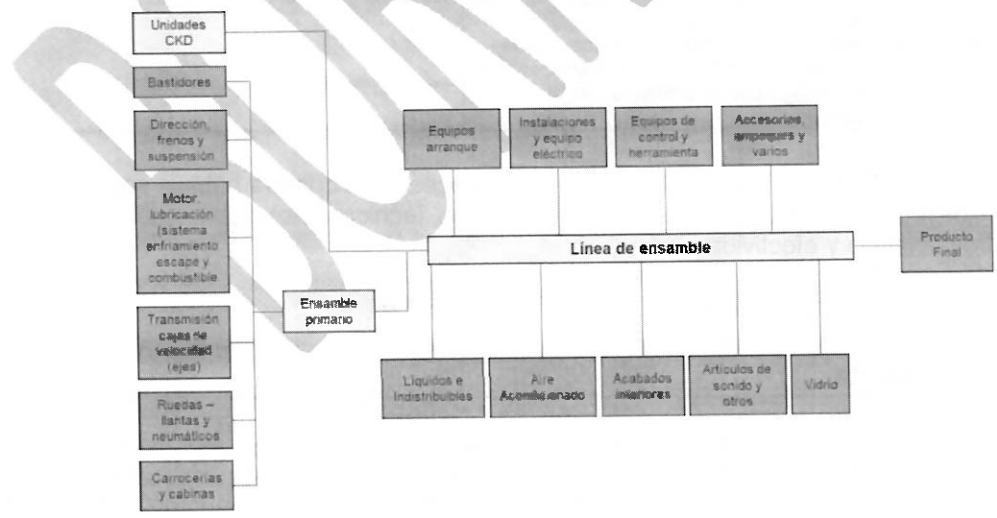 Unidades
CKD
Bastidores
Dirección,
frenos y
suspensión
Motor,
lubricación
(sistema
enfriamiento
escape y
combustible
Transmisión
cajas de
velocidad
(ejes)
Ruedas –
llantas y
neumáticos
Carrocerías
y cabinas
Ensamble
primario
Equipos
arranque
Instalaciones
y equipo
eléctrico
Equipos de
control y
herramienta
Accesorios,
empaques y
varios
Línea de ensamble
Producto
Final
Líquidos e
Indistribuibles
Aire
Acondicionado
Acabados
interiores
Artículos de
sonido y
otros
Vidrio